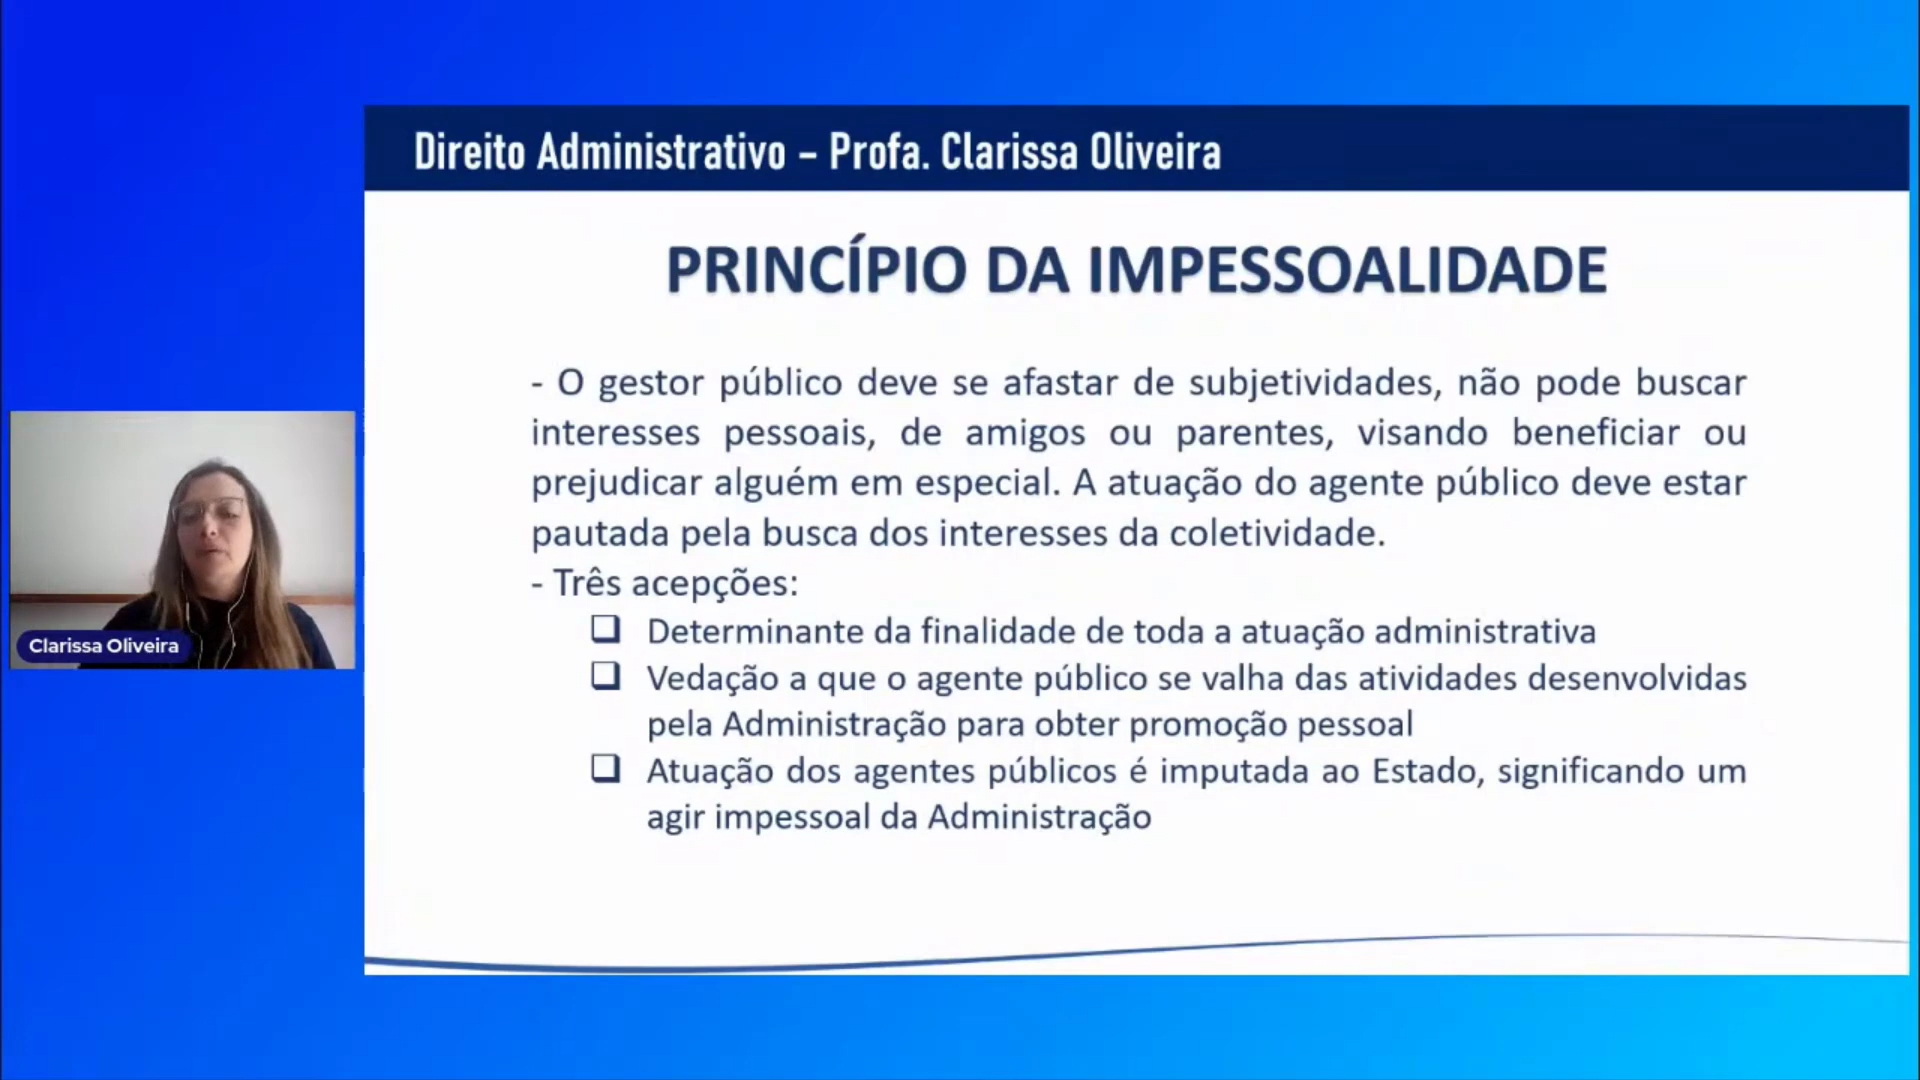 Direito Administrativo – Profa. Clarissa Oliveira
PRINCÍPIO DA IMPESSOALIDADE
- O gestor público deve se afastar de subjetividades, não pode buscar
interesses pessoais, de amigos ou parentes, visando beneficiar ou
prejudicar alguém em especial. A atuação do agente público deve estar
pautada pela busca dos interesses da coletividade.
- Três acepções:
❑ Determinante da finalidade de toda a atuação administrativa
❑ Vedação a que o agente público se valha das atividades desenvolvidas
pela Administração para obter promoção pessoal
❑ Atuação dos agentes públicos é imputada ao Estado, significando um
agir impessoal da Administração
Clarissa Oliveira